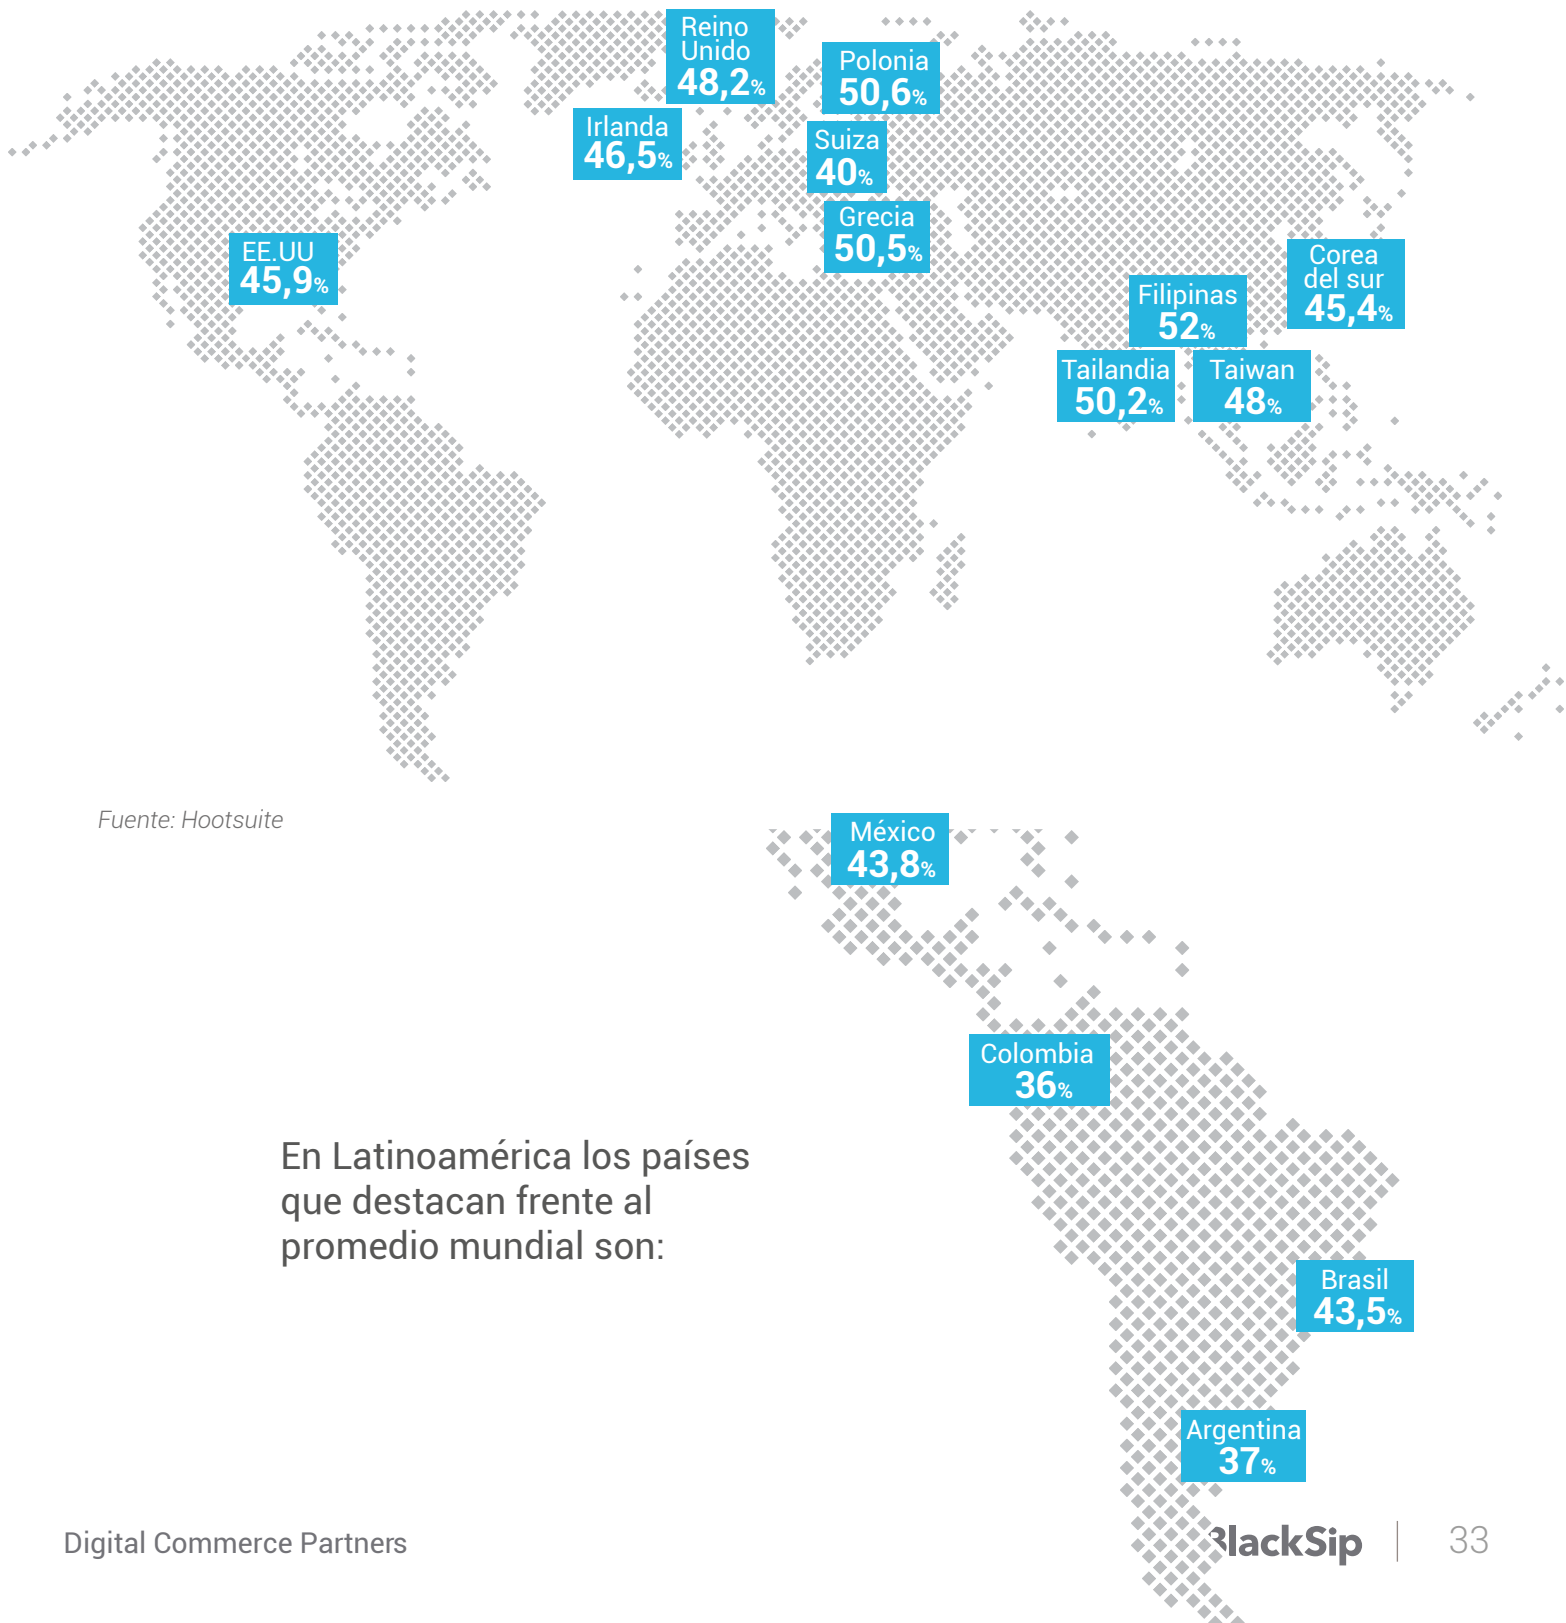 Reino
Unido
48,2%
Polonia
50,6%
Irlanda
46,5%
Suiza
40%
Grecia
50,5%
EE.UU
45,9%
Corea
del sur
45,4%
Filipinas
52%
Tailandia
50,2%
Taiwan
48%
Fuente: Hootsuite
México
43,8%
Colombia
36%
En Latinoamérica los países
que destacan frente al
promedio mundial son:
Brasil
43,5%
Argentina
37%
Digital Commerce Partners
BlackSip
33